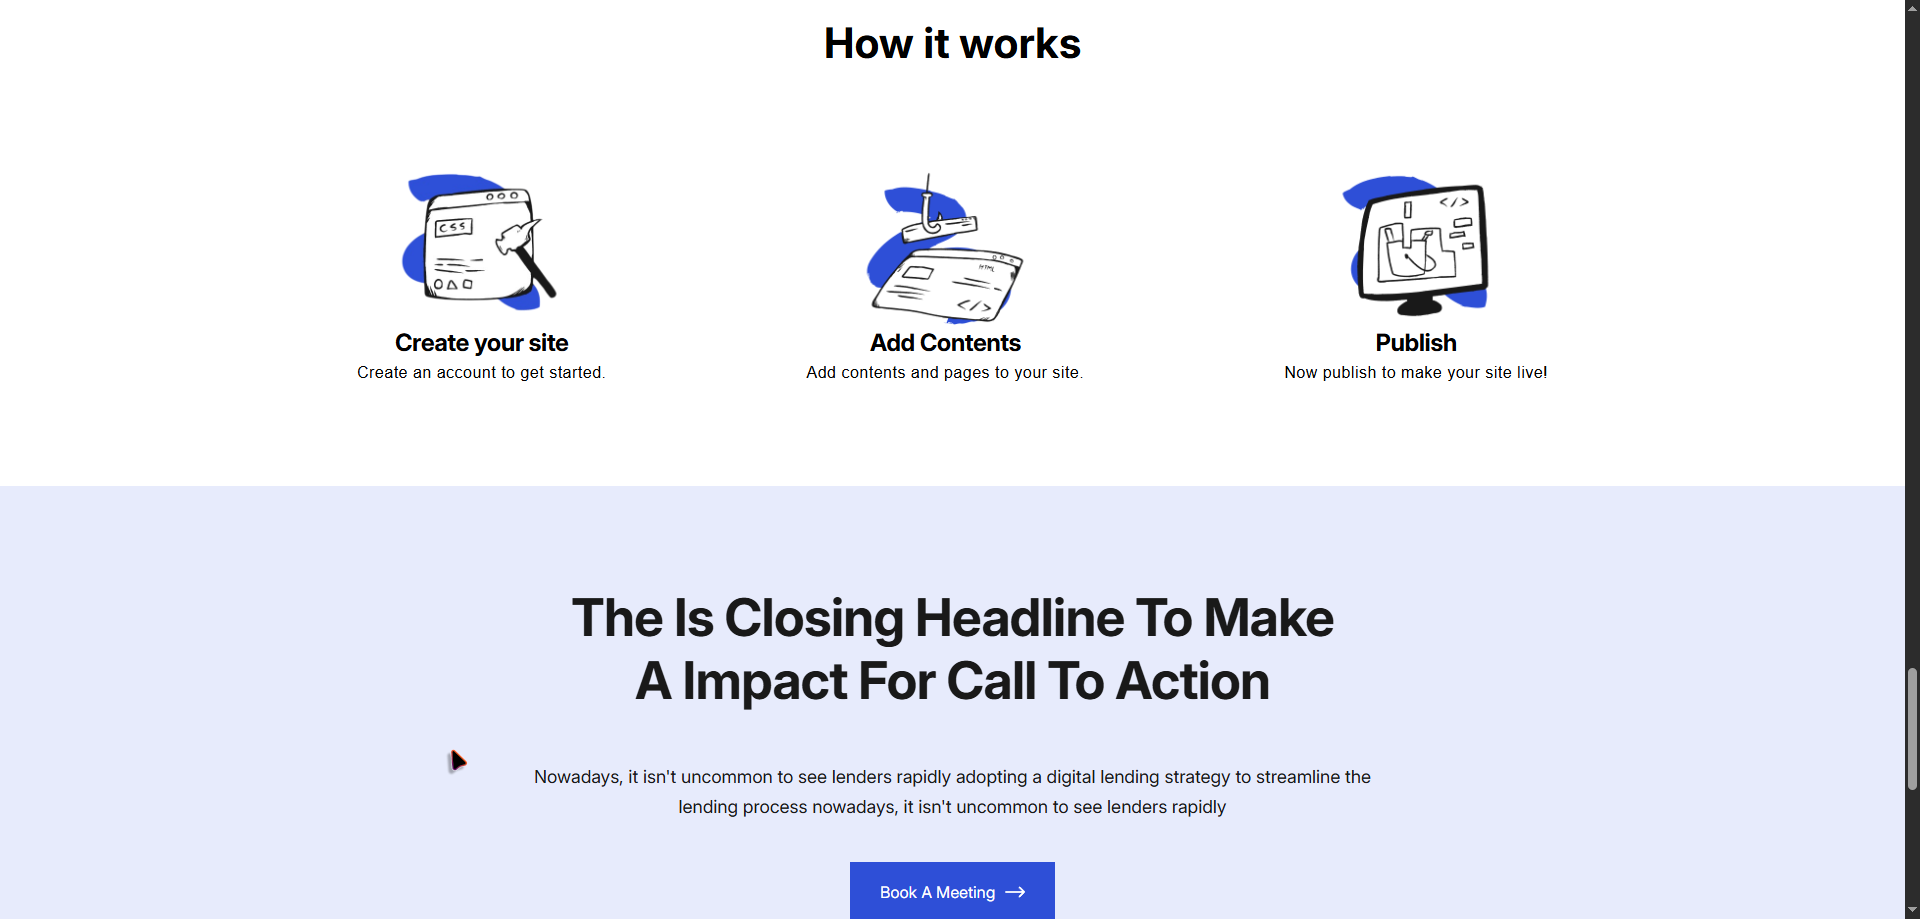 How it works
CSS
HTML
</>
</>
Create your site
Create an account to get started.
Add Contents
Add contents and pages to your site.
Publish
Now publish to make your site live!
The Is Closing Headline To Make
A Impact For Call To Action
Nowadays, it isn't uncommon to see lenders rapidly adopting a digital lending strategy to streamline the
lending process nowadays, it isn't uncommon to see lenders rapidly
Book A Meeting →